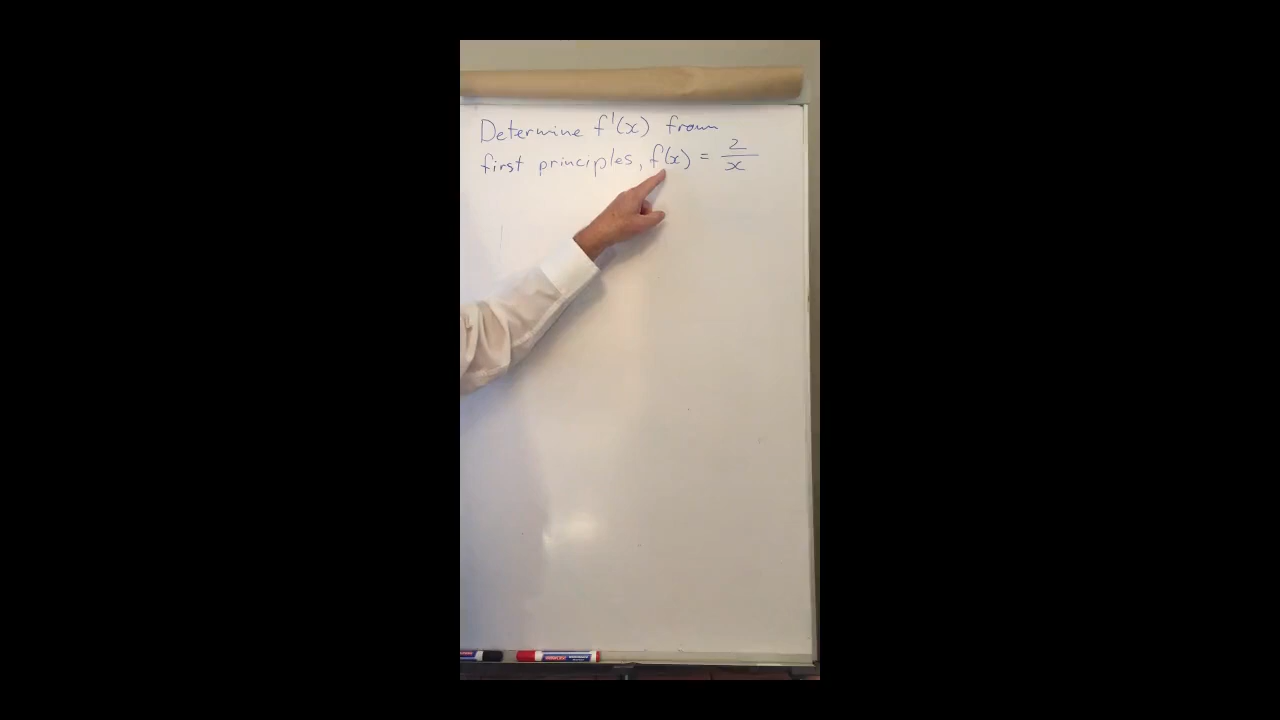 Determine f'(x) from
first principles, f(x) = 2/x